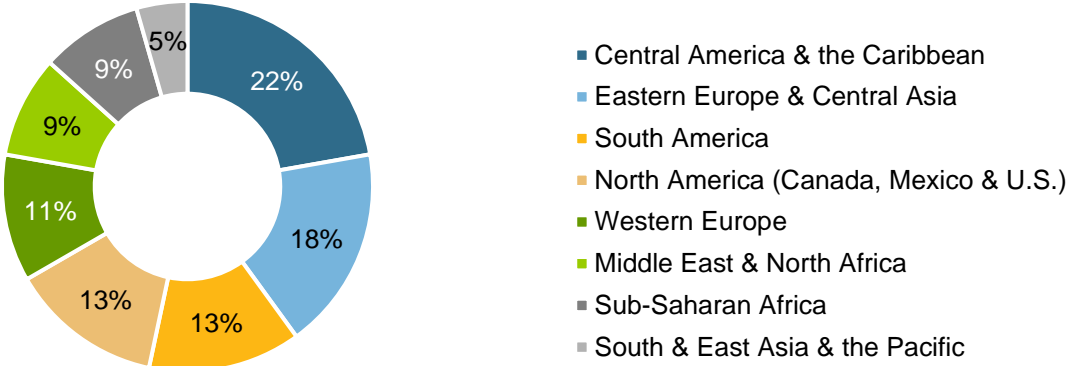 5%
22%
9%
9%
11%
18%
13%
13%
Central America & the Caribbean
Eastern Europe & Central Asia
South America
North America (Canada, Mexico & U.S.)
Western Europe
Middle East & North Africa
Sub-Saharan Africa
South & East Asia & the Pacific